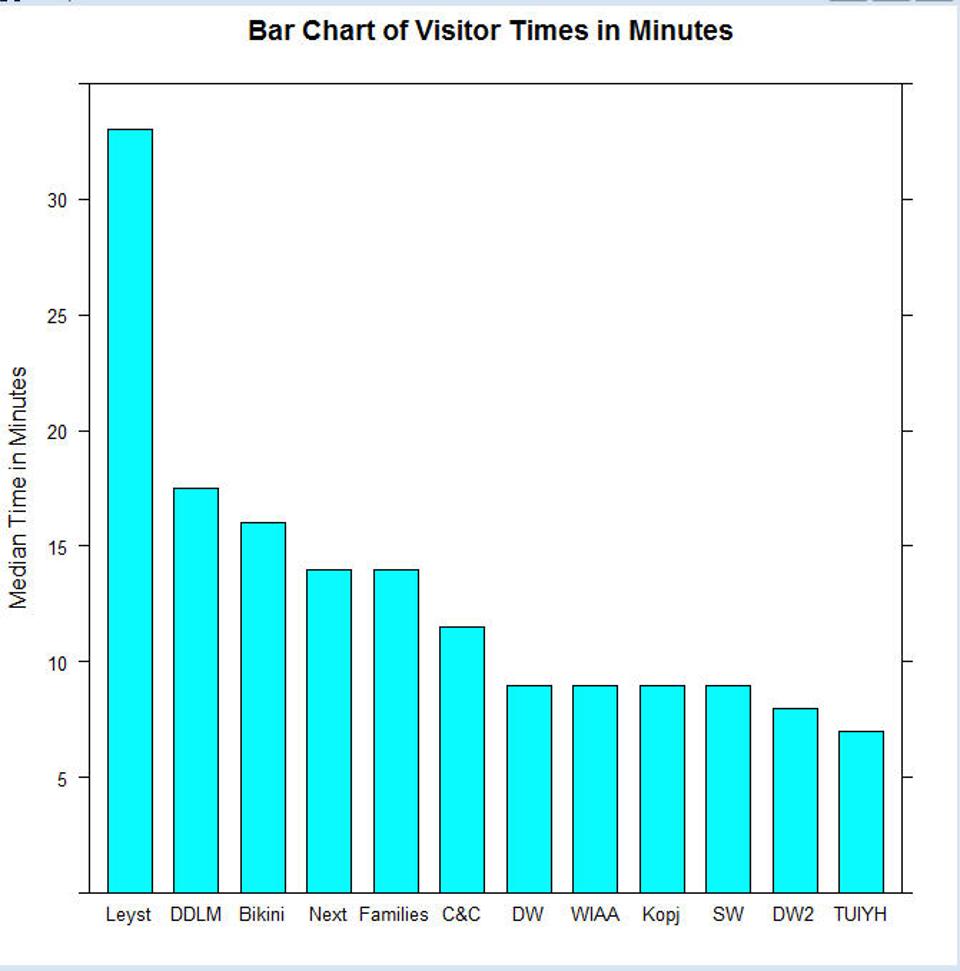 Bar Chart of Visitor Times in Minutes
Median Time in Minutes
30
25
20
15
10
5
Leyst DDLM Bikini Next Families C&C DW WIAA Kopj SW DW2 TUIYH